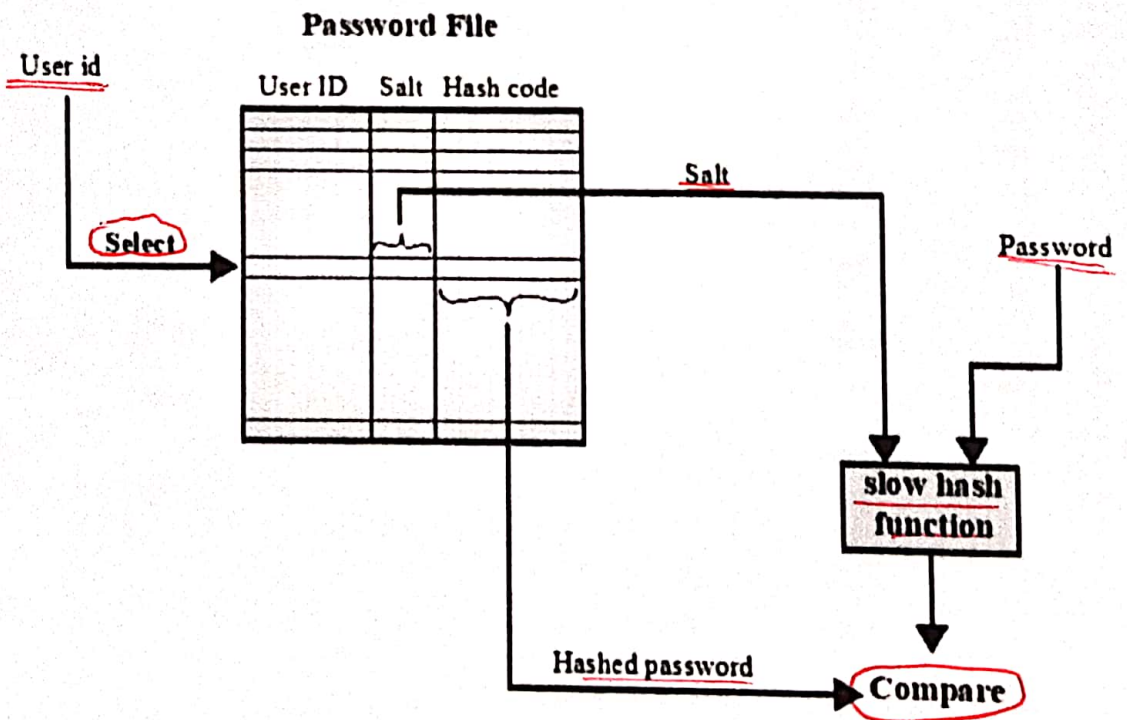 Password File
User id
User ID Salt Hash code
Salt
Select
Password
slow hash
function
Hashed password
Compare